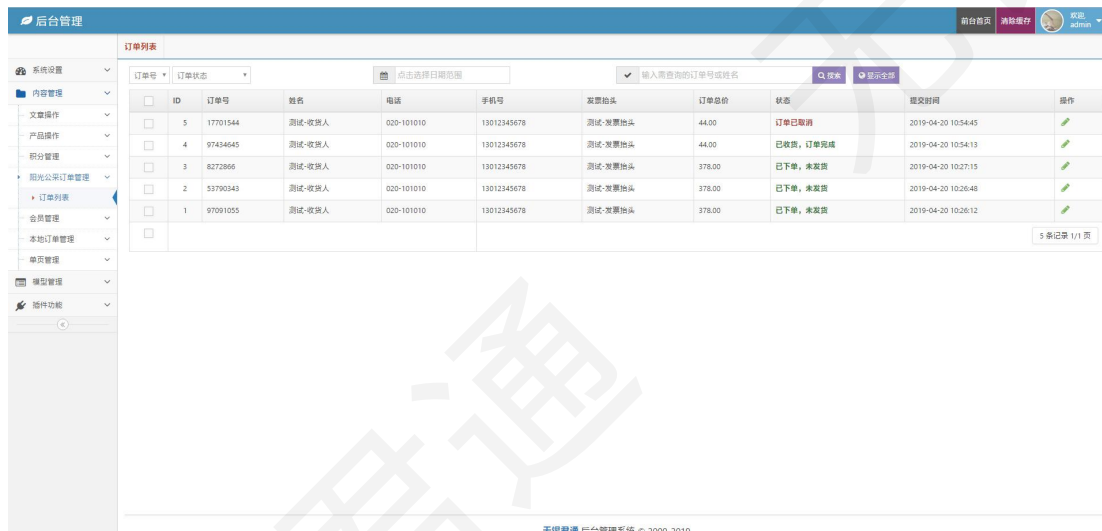 后台管理
前台首页 清除缓存 欢迎, admin
订单列表
系统设置
内容管理
文章操作
产品操作
积分管理
阳光公采订单管理
订单列表
会员管理
本地订单管理
单页管理
模型管理
插件功能
订单号 订单状态 点击选择日期范围 输入需查询的订单号或姓名 搜索 显示全部
ID 订单号 姓名 电话 手机号 发票抬头 订单总价 状态 提交时间 操作
5 17701544 测试-收货人 020-101010 13012345678 测试-发票抬头 44.00 订单已取消 2019-04-20 10:54:45
4 97434645 测试-收货人 020-101010 13012345678 测试-发票抬头 44.00 已收货，订单完成 2019-04-20 10:54:13
3 8272866 测试-收货人 020-101010 13012345678 测试-发票抬头 378.00 已下单，未发货 2019-04-20 10:27:15
2 53790343 测试-收货人 020-101010 13012345678 测试-发票抬头 378.00 已下单，未发货 2019-04-20 10:26:48
1 97091055 测试-收货人 020-101010 13012345678 测试-发票抬头 378.00 已下单，未发货 2019-04-20 10:26:12
5 条记录 1/1 页
君通
后台管理系统 © 2009-2019